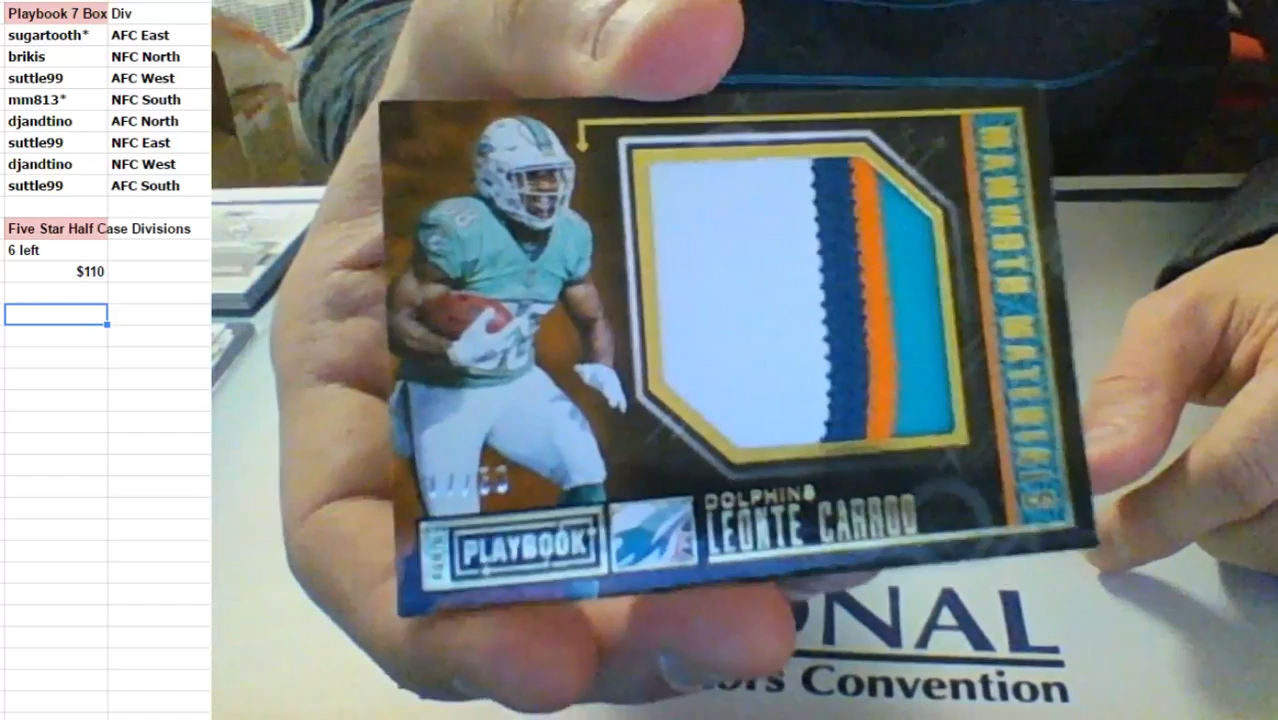 Playbook 7 Box Div
sugartooth* AFC East
brikis NFC North
suttle99 AFC West
mm813* NFC South
djandtino AFC North
suttle99 NFC East
djandtino NFC West
suttle99 AFC South
Five Star Half Case Divisions
6 left
$110
MAMMOTH MATERIALS
DOLPHINS
LEONTE CARROO
PLAYBOOK
ONAL
ors Convention